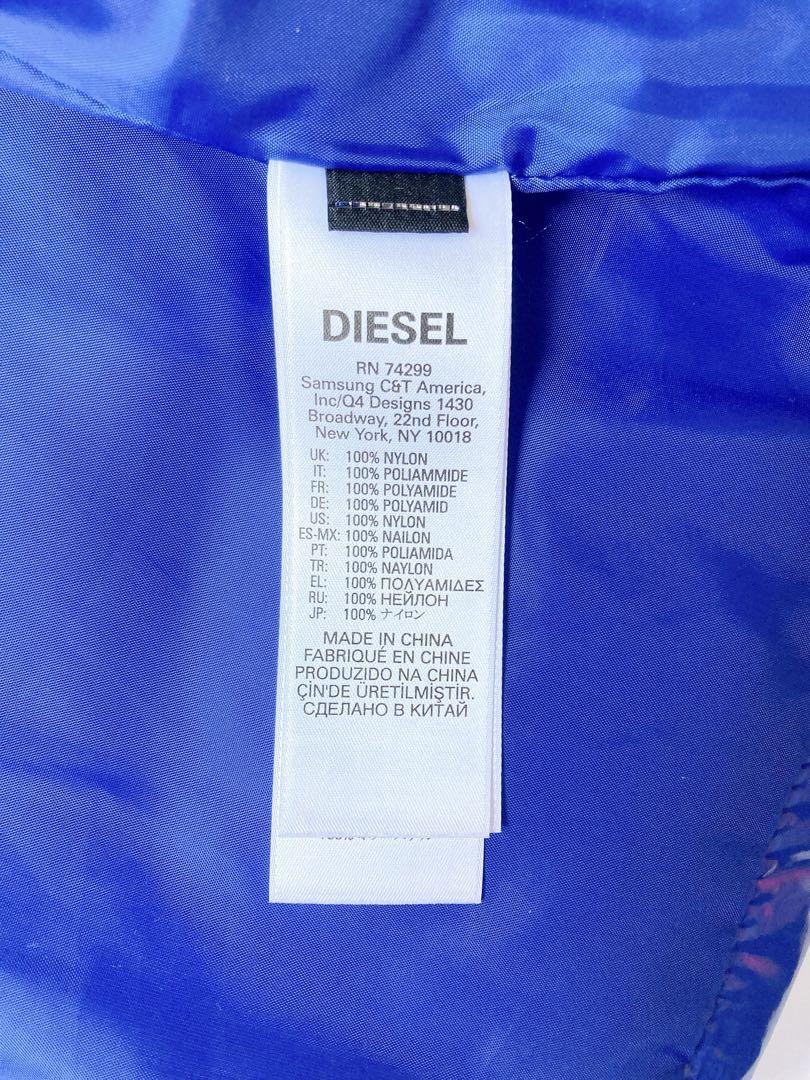 DIESEL
RN 74299
Samsung C&T America,
Inc/Q4 Designs 1430
Broadway, 22nd Floor,
New York, NY 10018
UK: 100% NYLON
IT: 100% POLIAMMIDE
FR: 100% POLYAMIDE
DE: 100% POLYAMID
US: 100% NYLON
ES-MX: 100% NAILON
PT: 100% POLIAMIDA
TR: 100% NAYLON
EL: 100% ΠΟΛΥΑΜΙΔΕΣ
RU: 100% НЕЙЛОН
JP: 100% ナイロン
MADE IN CHINA
FABRIQUÉ EN CHINE
PRODUZIDO NA CHINA
ÇİN'DE ÜRETİLMİŞTİR.
СДЕЛАНО В КИТАЙ